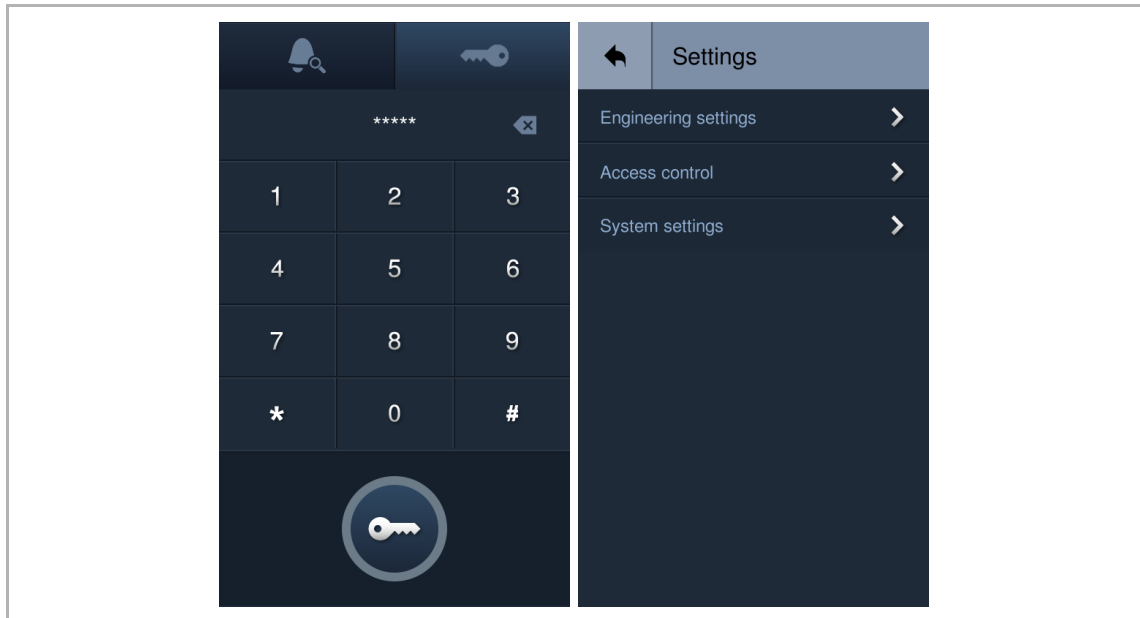 *****
1 2 3
4 5 6
7 8 9
* 0 #
Settings
Engineering settings
Access control
System settings